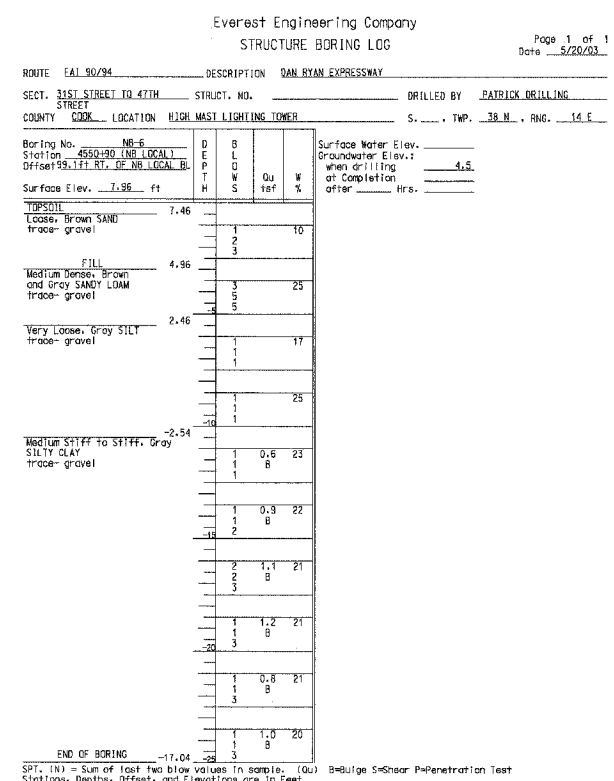 Everest Engineering Company
STRUCTURE BORING LOG
Page 1 of 1
Date 5/20/03
ROUTE FAI 90/94 DESCRIPTION DAN RYAN EXPRESSWAY
SECT. 31ST STREET TO 47TH STREET STRUCT. NO. DRILLED BY PATRICK DRILLING
COUNTY COOK LOCATION HIGH MAST LIGHTING TOWER S. , TWP. 38 N , RNG. 14 E
Boring No. NB-6
Station 4550+90 (NB LOCAL)
Offset 99.1ft RT. OF NB LOCAL BL
Surface Elev. 7.96 ft
DEPTH
BLOWS
Qu tsf
W %
Surface Water Elev.
Groundwater Elev.:
when drilling 4.5
at Completion
after Hrs.
TOPSOIL 7.46
Loose, Brown SAND
trace- gravel
1 10
2
3
FILL 4.96
Medium Dense, Brown
and Gray SANDY LOAM
trace- gravel
3 25
5
-5 5
2.46
Very Loose, Gray SILT
trace- gravel
1 17
1
1
1 25
1
-10 1
-2.54
Medium Stiff to Stiff, Gray
SILTY CLAY
trace- gravel
1 0.6 23
1 B
1
1 0.9 22
1 B
-15 2
2 1.1 21
2 B
3
1 1.2 21
1 B
-20 3
1 0.8 21
1 B
3
1 1.0 20
1 B
END OF BORING -17.04 -25 3
SPT. (N) = Sum of last two blow values in sample. (Qu) B=Bulge S=Shear P=Penetration Test
Stations, Depths, Offset, and Elevations are in Feet